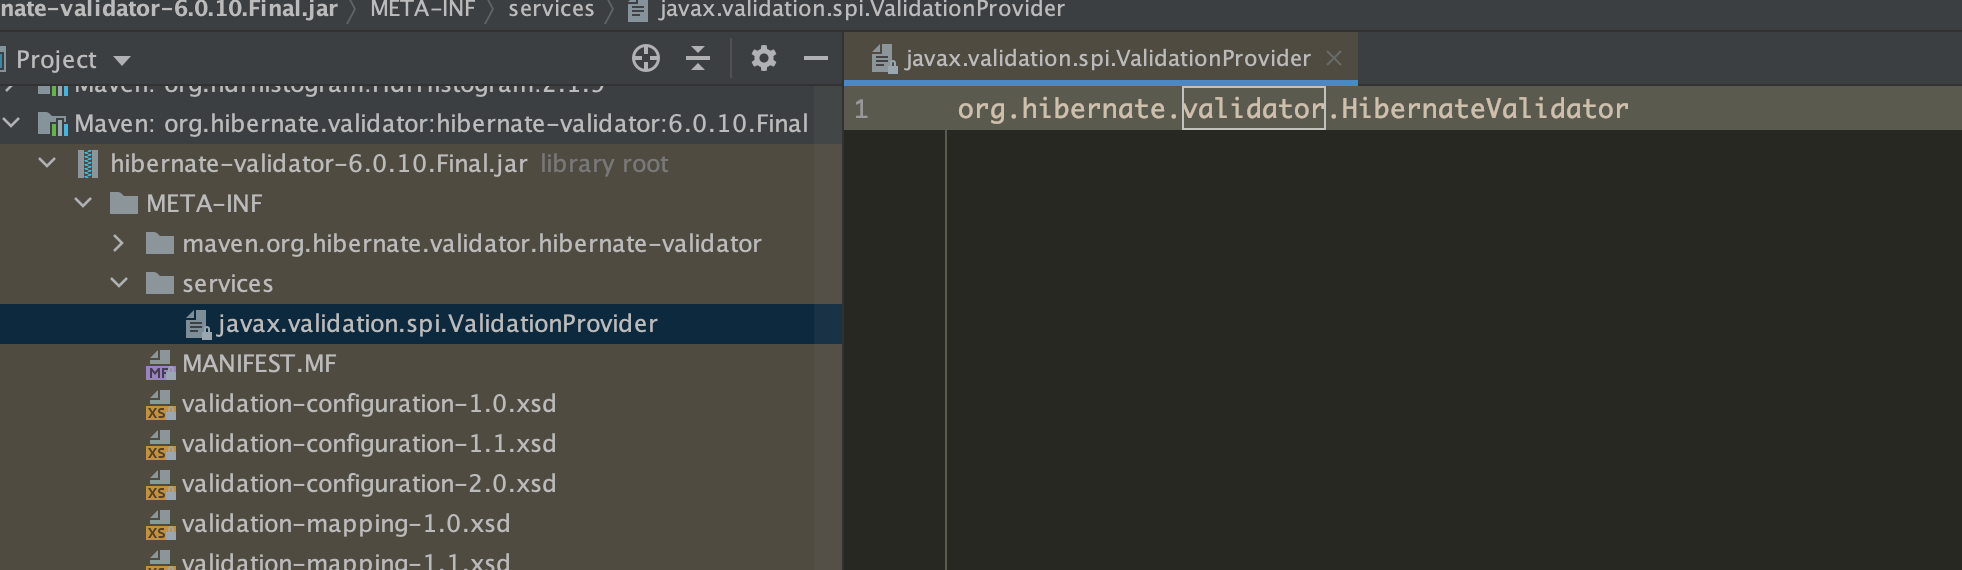 nate-validator-6.0.10.Final.jar > META-INF > services > javax.validation.spi.ValidationProvider
Project
javax.validation.spi.ValidationProvider
Maven: org.hdrhistogram:HdrHistogram:2.1.9
Maven: org.hibernate.validator:hibernate-validator:6.0.10.Final
hibernate-validator-6.0.10.Final.jar library root
META-INF
maven.org.hibernate.validator.hibernate-validator
services
javax.validation.spi.ValidationProvider
MF MANIFEST.MF
XS validation-configuration-1.0.xsd
XS validation-configuration-1.1.xsd
XS validation-configuration-2.0.xsd
XS validation-mapping-1.0.xsd
XS validation-mapping-1.1.xsd
1 org.hibernate.validator.HibernateValidator